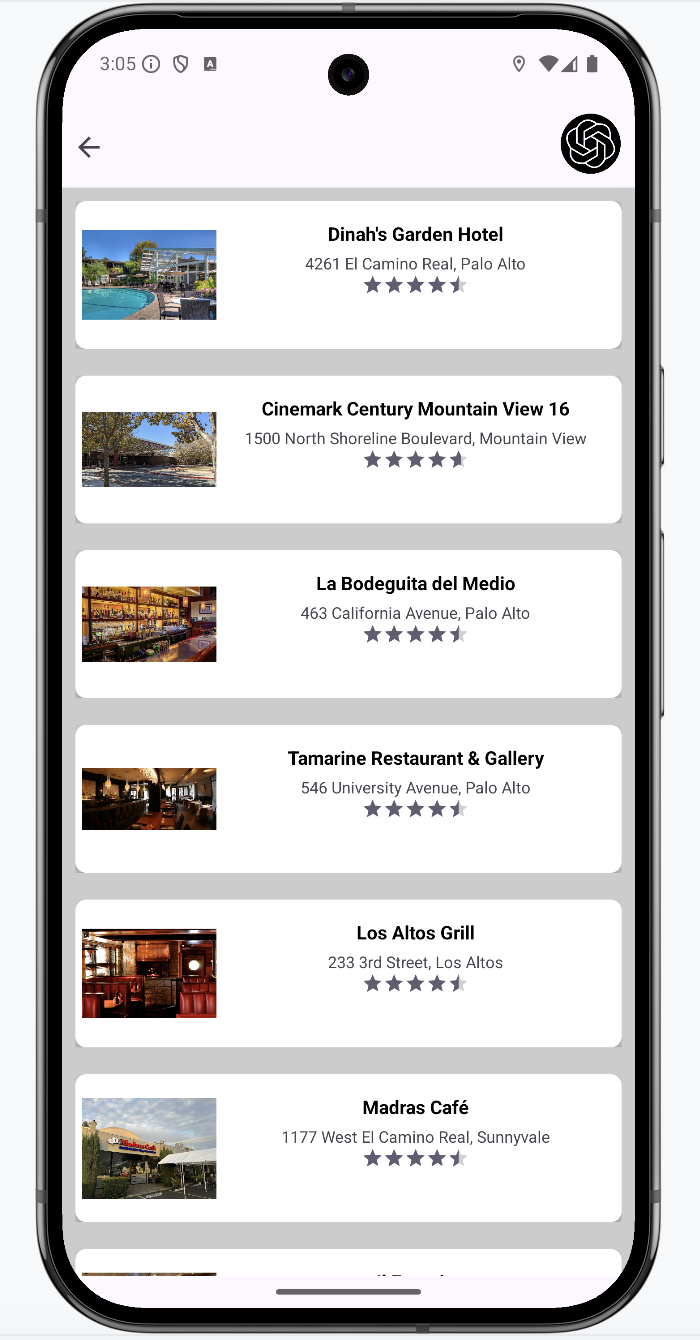 3:05
Dinah's Garden Hotel
4261 El Camino Real, Palo Alto
Cinemark Century Mountain View 16
1500 North Shoreline Boulevard, Mountain View
La Bodeguita del Medio
463 California Avenue, Palo Alto
Tamarine Restaurant & Gallery
546 University Avenue, Palo Alto
Los Altos Grill
233 3rd Street, Los Altos
Madras Café
1177 West El Camino Real, Sunnyvale